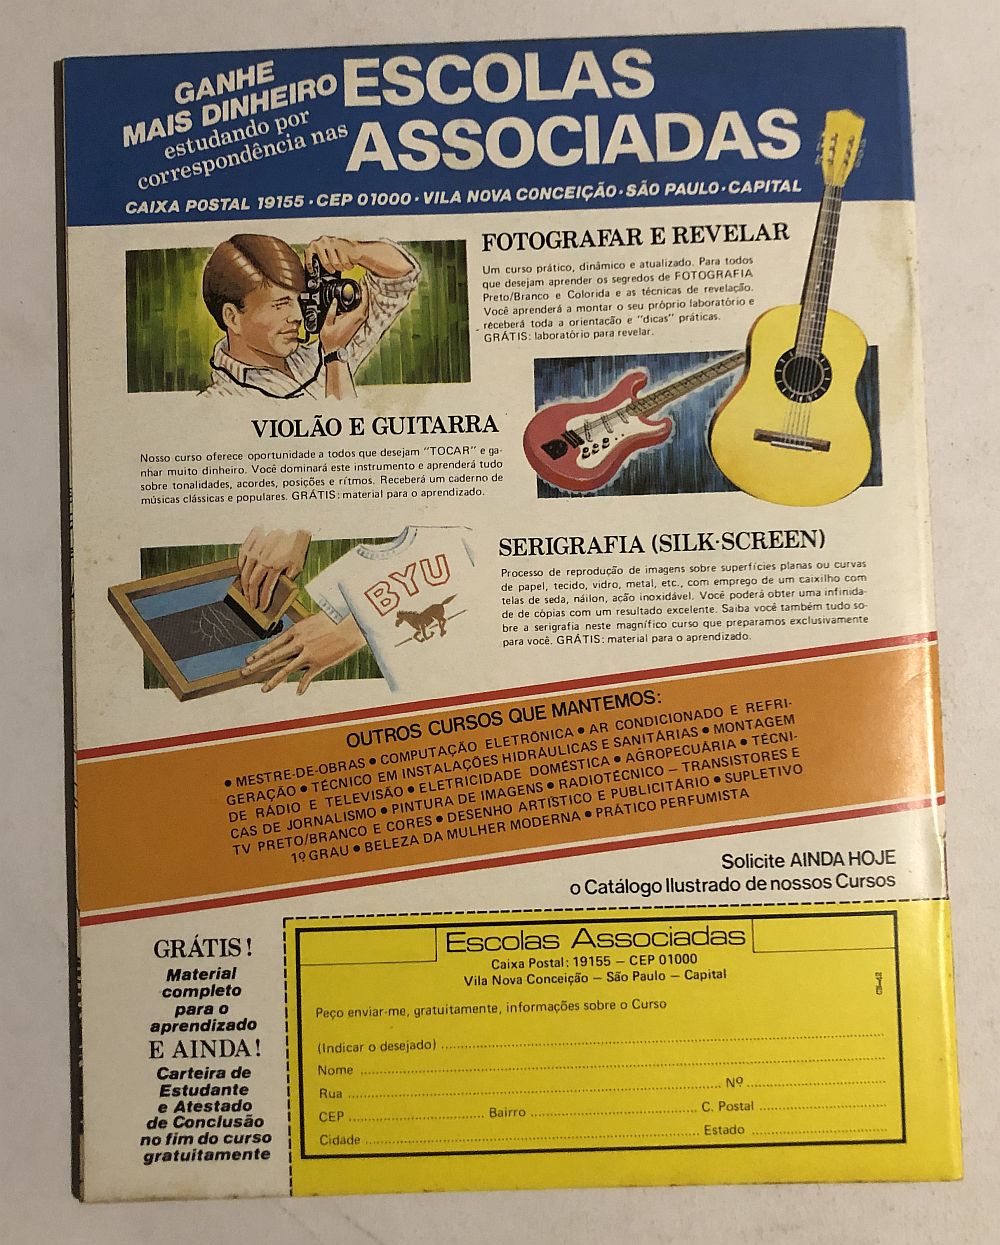 GANHE
MAIS DINHEIRO
estudando por
correspondência nas
ESCOLAS
ASSOCIADAS
CAIXA POSTAL 19155 · CEP 01000 · VILA NOVA CONCEIÇÃO · SÃO PAULO · CAPITAL
FOTOGRAFAR E REVELAR
Um curso prático, dinâmico e atualizado. Para todos
que desejam aprender os segredos de FOTOGRAFIA
Preto/Branco e Colorida e as técnicas de revelação.
Você aprenderá a montar o seu próprio laboratório e
receberá toda a orientação e "dicas" práticas.
GRÁTIS: laboratório para revelar.
VIOLÃO E GUITARRA
Nosso curso oferece oportunidade a todos que desejam "TOCAR" e ga-
nhar muito dinheiro. Você dominará este instrumento e aprenderá tudo
sobre tonalidades, acordes, posições e rítmos. Receberá um caderno de
músicas clássicas e populares. GRÁTIS: material para o aprendizado.
BYU
SERIGRAFIA (SILK-SCREEN)
Processo de reprodução de imagens sobre superfícies planas ou curvas
de papel, tecido, vidro, metal, etc., com emprego de um caixilho com
telas de seda, náilon, ação inoxidável. Você poderá obter uma infinida-
de de cópias com um resultado excelente. Saiba você também tudo so-
bre a serigrafia neste magnífico curso que preparamos exclusivamente
para você. GRÁTIS: material para o aprendizado.
OUTROS CURSOS QUE MANTEMOS:
● MESTRE-DE-OBRAS ● COMPUTAÇÃO ELETRÔNICA ● AR CONDICIONADO E REFRI-
GERAÇÃO ● TÉCNICO EM INSTALAÇÕES HIDRÁULICAS E SANITÁRIAS ● MONTAGEM
DE RÁDIO E TELEVISÃO ● ELETRICIDADE DOMÉSTICA ● AGROPECUÁRIA ● TÉCNI-
CAS DE JORNALISMO ● PINTURA DE IMAGENS ● RADIOTÉCNICO – TRANSISTORES E
TV PRETO/BRANCO E CORES ● DESENHO ARTÍSTICO E PUBLICITÁRIO ● SUPLETIVO
1º GRAU ● BELEZA DA MULHER MODERNA ● PRÁTICO PERFUMISTA
Solicite AINDA HOJE
o Catálogo Ilustrado de nossos Cursos
GRÁTIS!
Material
completo
para o
aprendizado
E AINDA!
Carteira de
Estudante
e Atestado
de Conclusão
no fim do curso
gratuitamente
Escolas Associadas
Caixa Postal: 19155 – CEP 01000
Vila Nova Conceição – São Paulo – Capital
Peço enviar-me, gratuitamente, informações sobre o Curso
(Indicar o desejado)
Nome
Rua Nº
CEP Bairro C. Postal
Cidade Estado